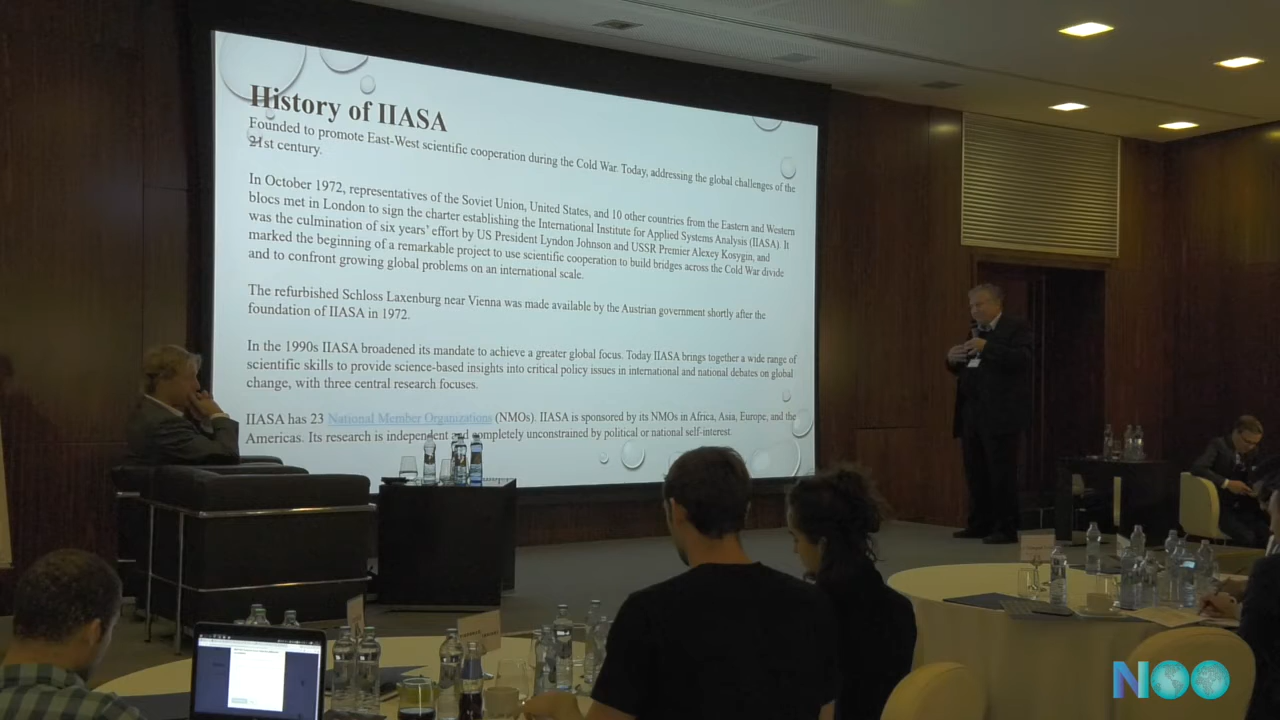 History of IIASA
Founded to promote East-West scientific cooperation during the Cold War. Today, addressing the global challenges of the
21st century.
In October 1972, representatives of the Soviet Union, United States, and 10 other countries from the Eastern and Western
blocs met in London to sign the charter establishing the International Institute for Applied Systems Analysis (IIASA). It
was the culmination of six years' effort by US President Lyndon Johnson and USSR Premier Alexey Kosygin, and
marked the beginning of a remarkable project to use scientific cooperation to build bridges across the Cold War divide
and to confront growing global problems on an international scale.
The refurbished Schloss Laxenburg near Vienna was made available by the Austrian government shortly after the
foundation of IIASA in 1972.
In the 1990s IIASA broadened its mandate to achieve a greater global focus. Today IIASA brings together a wide range of
scientific skills to provide science-based insights into critical policy issues in international and national debates on global
change, with three central research focuses.
IIASA has 23 National Member Organizations (NMOs). IIASA is sponsored by its NMOs in Africa, Asia, Europe, and the
Americas. Its research is independent and completely unconstrained by political or national self-interest.
NOO